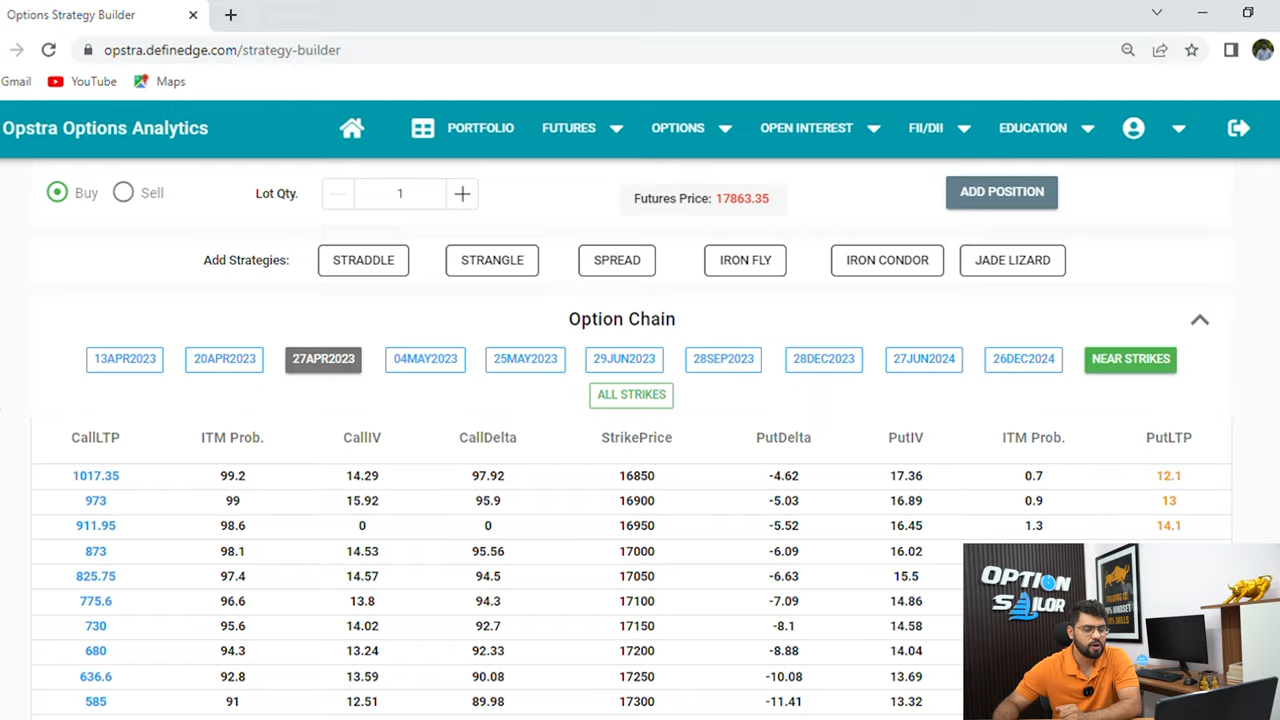 Options Strategy Builder
opstra.definedge.com/strategy-builder
Gmail YouTube Maps
Opstra Options Analytics PORTFOLIO FUTURES OPTIONS OPEN INTEREST FII/DII EDUCATION
Buy Sell Lot Qty. 1 Futures Price: 17863.35 ADD POSITION
Add Strategies: STRADDLE STRANGLE SPREAD IRON FLY IRON CONDOR JADE LIZARD
Option Chain
13APR2023 20APR2023 27APR2023 04MAY2023 25MAY2023 29JUN2023 28SEP2023 28DEC2023 27JUN2024 26DEC2024 NEAR STRIKES
ALL STRIKES
CallLTP ITM Prob. CallIV CallDelta StrikePrice PutDelta PutIV ITM Prob. PutLTP
1017.35 99.2 14.29 97.92 16850 -4.62 17.36 0.7 12.1
973 99 15.92 95.9 16900 -5.03 16.89 0.9 13
911.95 98.6 0 0 16950 -5.52 16.45 1.3 14.1
873 98.1 14.53 95.56 17000 -6.09 16.02
825.75 97.4 14.57 94.5 17050 -6.63 15.5
775.6 96.6 13.8 94.3 17100 -7.09 14.86
730 95.6 14.02 92.7 17150 -8.1 14.58
680 94.3 13.24 92.33 17200 -8.88 14.04
636.6 92.8 13.59 90.08 17250 -10.08 13.69
585 91 12.51 89.98 17300 -11.41 13.32
OPTION
SAILOR